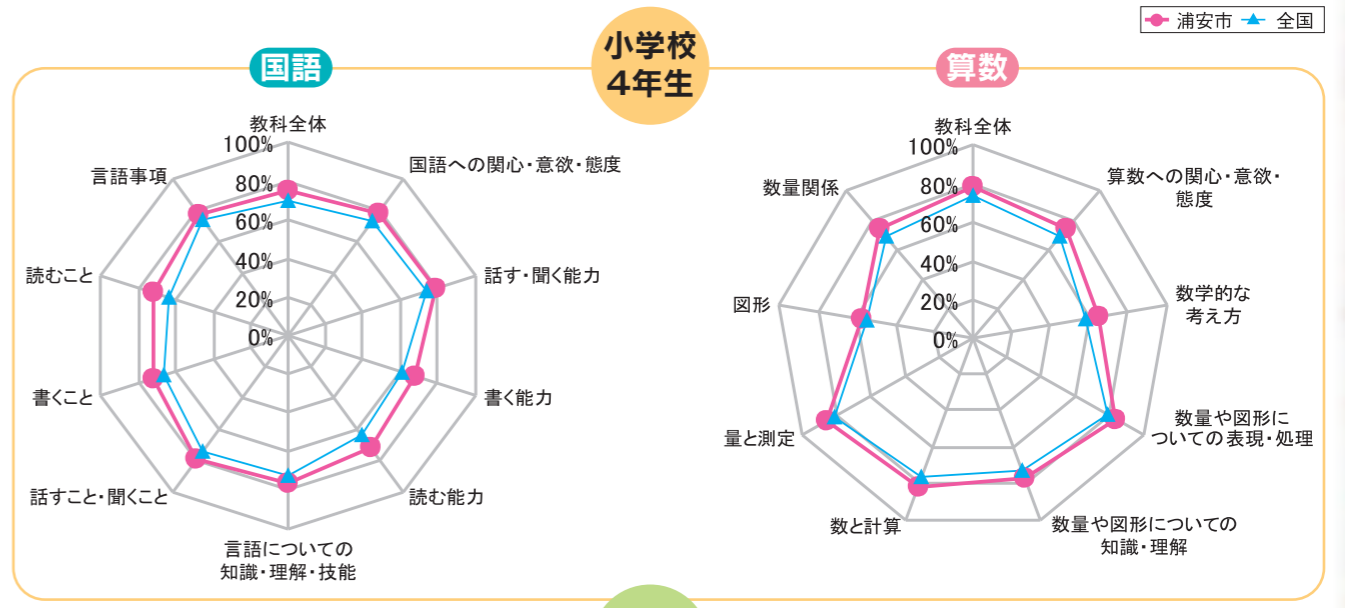 浦安市 全国
小学校
4年生
国語
教科全体
100%
80%
60%
40%
20%
0%
国語への関心・意欲・態度
話す・聞く能力
書く能力
読む能力
言語についての
知識・理解・技能
話すこと・聞くこと
書くこと
読むこと
言語事項
算数
教科全体
100%
80%
60%
40%
20%
0%
算数への関心・意欲・
態度
数学的な
考え方
数量や図形に
ついての表現・処理
数量や図形についての
知識・理解
数と計算
量と測定
図形
数量関係